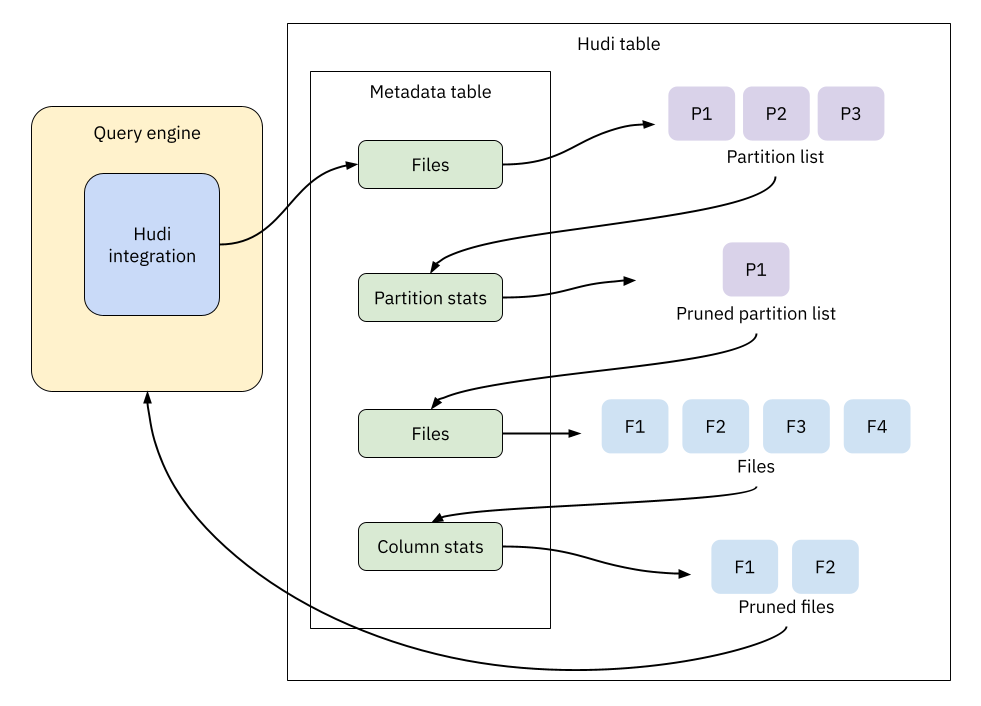 Hudi table
Metadata table
Query engine
Hudi
integration
Files
P1
P2
P3
Partition list
Partition stats
P1
Pruned partition list
Files
F1
F2
F3
F4
Files
Column stats
F1
F2
Pruned files